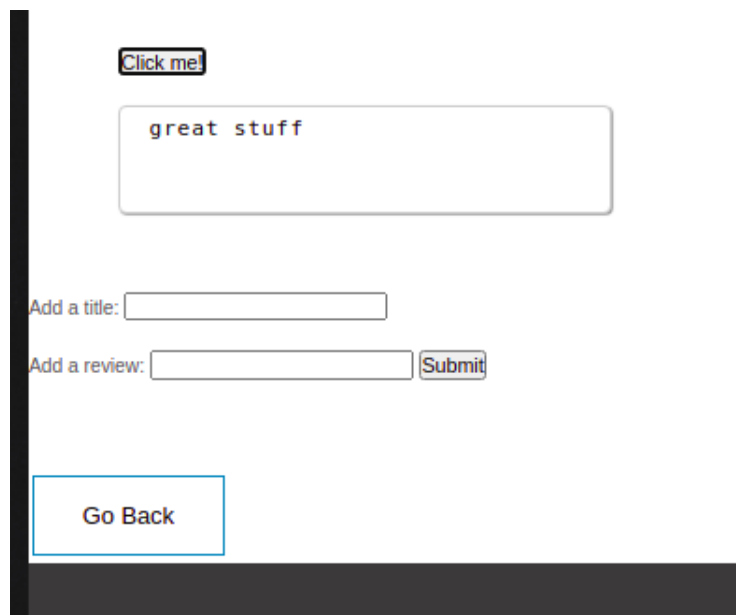 Click me!
great stuff
Add a title:
Add a review: Submit
Go Back